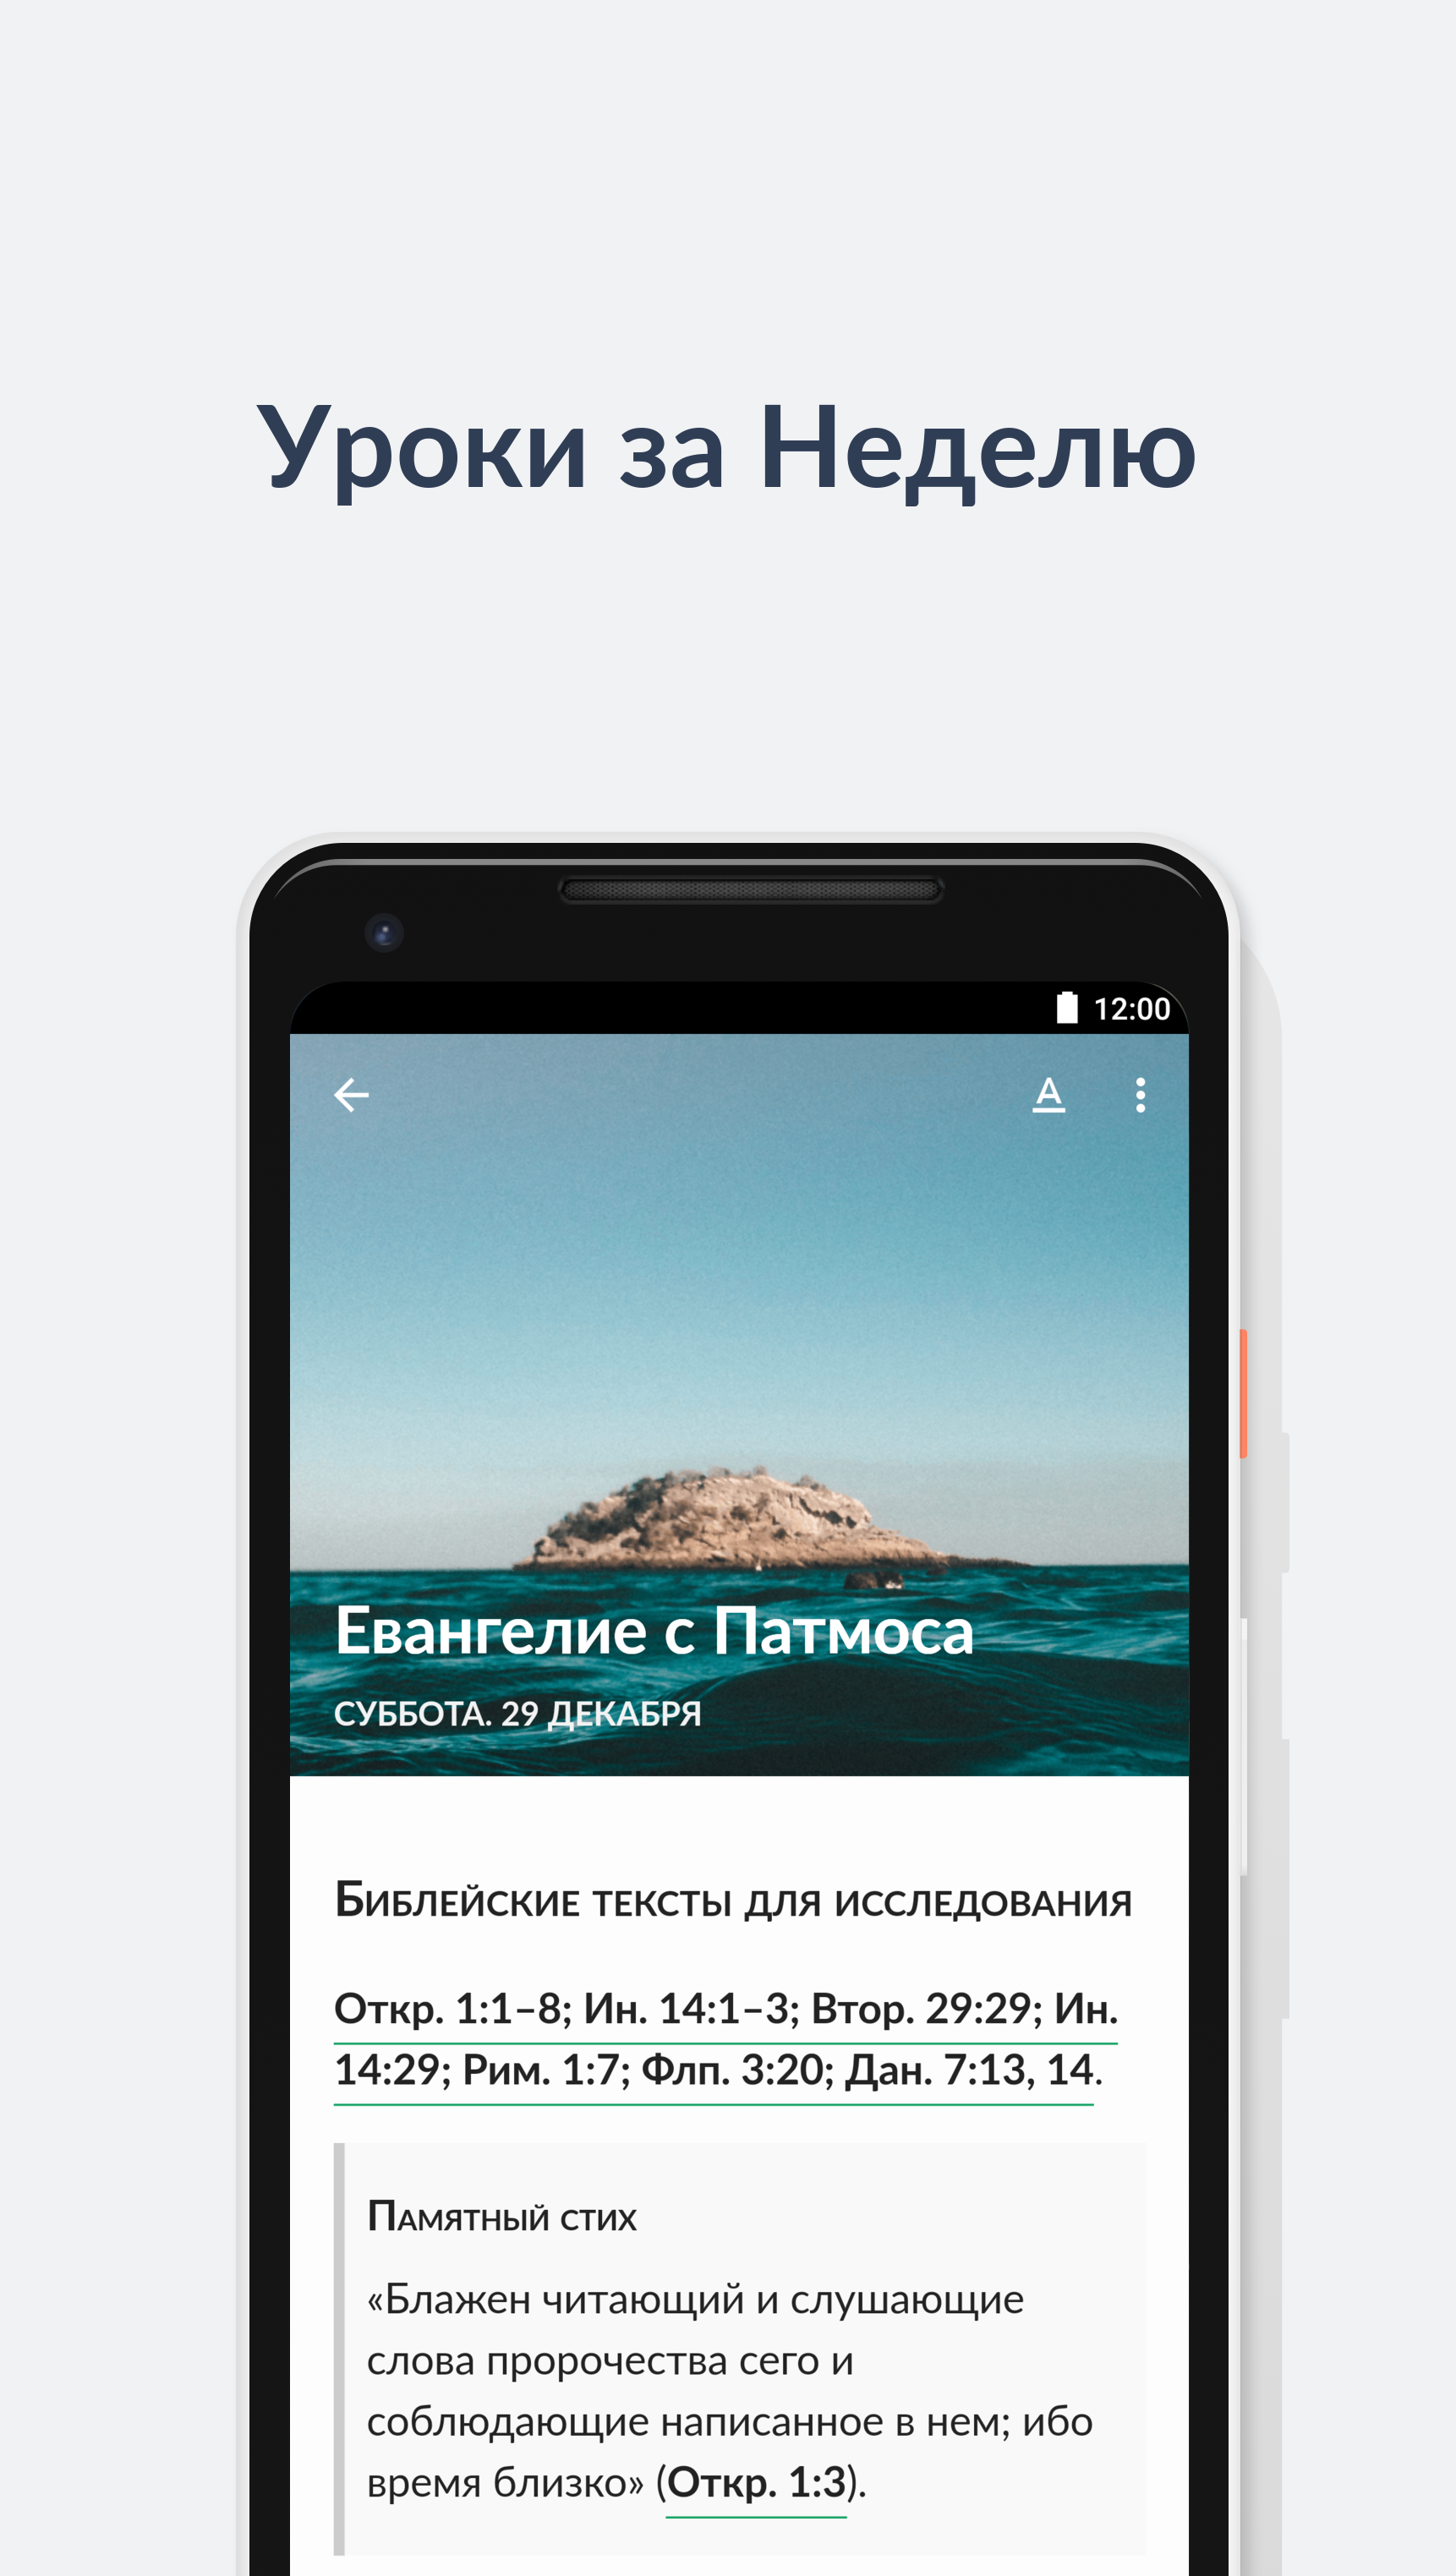 Уроки за Неделю
12:00
A
Евангелие с Патмоса
СУББОТА. 29 ДЕКАБРЯ
Библейские тексты для исследования
Откр. 1:1–8; Ин. 14:1–3; Втор. 29:29; Ин.
14:29; Рим. 1:7; Флп. 3:20; Дан. 7:13, 14.
Памятный стих
«Блажен читающий и слушающие
слова пророчества сего и
соблюдающие написанное в нем; ибо
время близко» (Откр. 1:3).